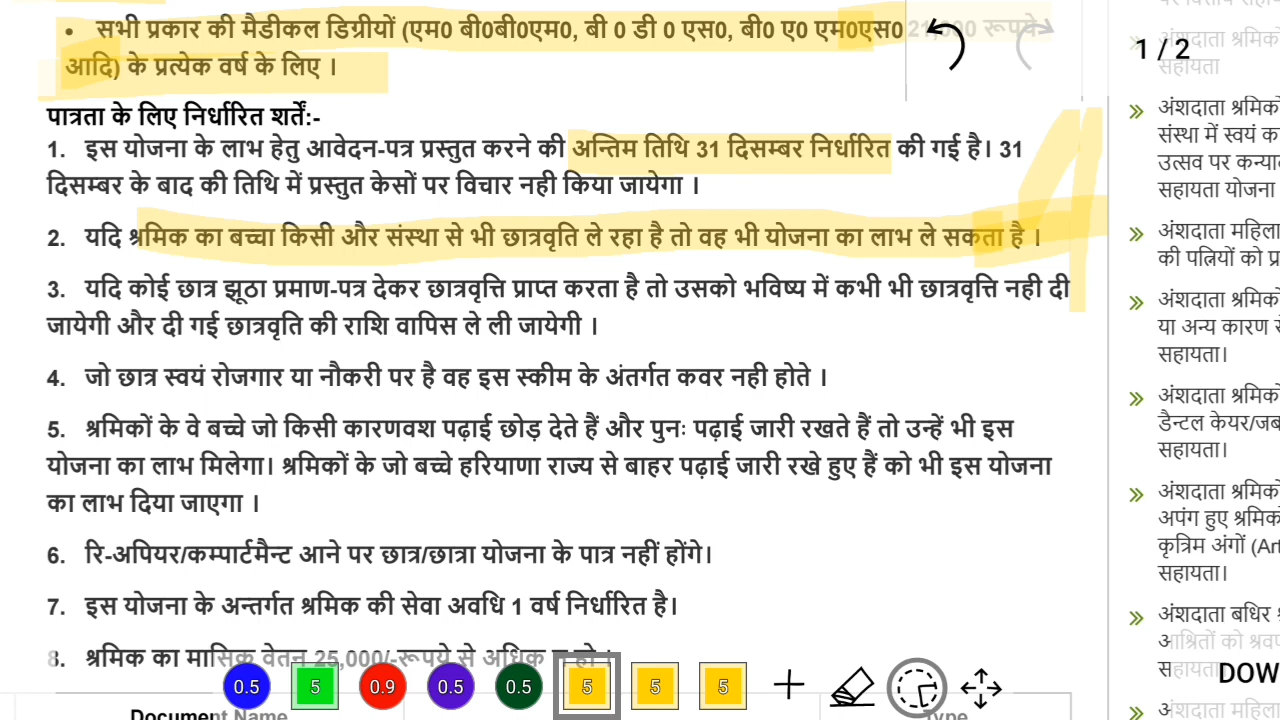 • सभी प्रकार की मैडीकल डिग्रीयों (एम0 बी0बी0एम0, बी 0 डी 0 एस0, बी0 ए0 एम0एस0 21,000 रूपये
आदि) के प्रत्येक वर्ष के लिए ।
पात्रता के लिए निर्धारित शर्तें:-
1. इस योजना के लाभ हेतु आवेदन-पत्र प्रस्तुत करने की अन्तिम तिथि 31 दिसम्बर निर्धारित की गई है। 31
दिसम्बर के बाद की तिथि में प्रस्तुत केसों पर विचार नही किया जायेगा ।
2. यदि श्रमिक का बच्चा किसी और संस्था से भी छात्रवृति ले रहा है तो वह भी योजना का लाभ ले सकता है ।
3. यदि कोई छात्र झूठा प्रमाण-पत्र देकर छात्रवृत्ति प्राप्त करता है तो उसको भविष्य में कभी भी छात्रवृत्ति नही दी
जायेगी और दी गई छात्रवृति की राशि वापिस ले ली जायेगी ।
4. जो छात्र स्वयं रोजगार या नौकरी पर है वह इस स्कीम के अंतर्गत कवर नही होते ।
5. श्रमिकों के वे बच्चे जो किसी कारणवश पढ़ाई छोड़ देते हैं और पुनः पढ़ाई जारी रखते हैं तो उन्हें भी इस
योजना का लाभ मिलेगा। श्रमिकों के जो बच्चे हरियाणा राज्य से बाहर पढ़ाई जारी रखे हुए हैं को भी इस योजना
का लाभ दिया जाएगा ।
6. रि-अपियर/कम्पार्टमैन्ट आने पर छात्र/छात्रा योजना के पात्र नहीं होंगे।
7. इस योजना के अन्तर्गत श्रमिक की सेवा अवधि 1 वर्ष निर्धारित है।
8. श्रमिक का मासिक वेतन 25,000/-रूपये से अधिक न हो ।
Document Name
Type
1 / 2
अंशदाता श्रमिक
सहायता
अंशदाता श्रमिक
संस्था में स्वयं क
उत्सव पर कन्या
सहायता योजना
अंशदाता महिला
की पत्नियों को प्र
अंशदाता श्रमिक
या अन्य कारण
सहायता।
अंशदाता श्रमिक
डैन्टल केयर/जब
सहायता।
अंशदाता श्रमिक
अपंग हुए श्रमिक
कृत्रिम अंगों (Ar
सहायता।
अंशदाता बधिर
आश्रितों को श्रव
सहायता
DOW
अंशदाता महिल
0.5 5 0.9 0.5 0.5 5 5 5